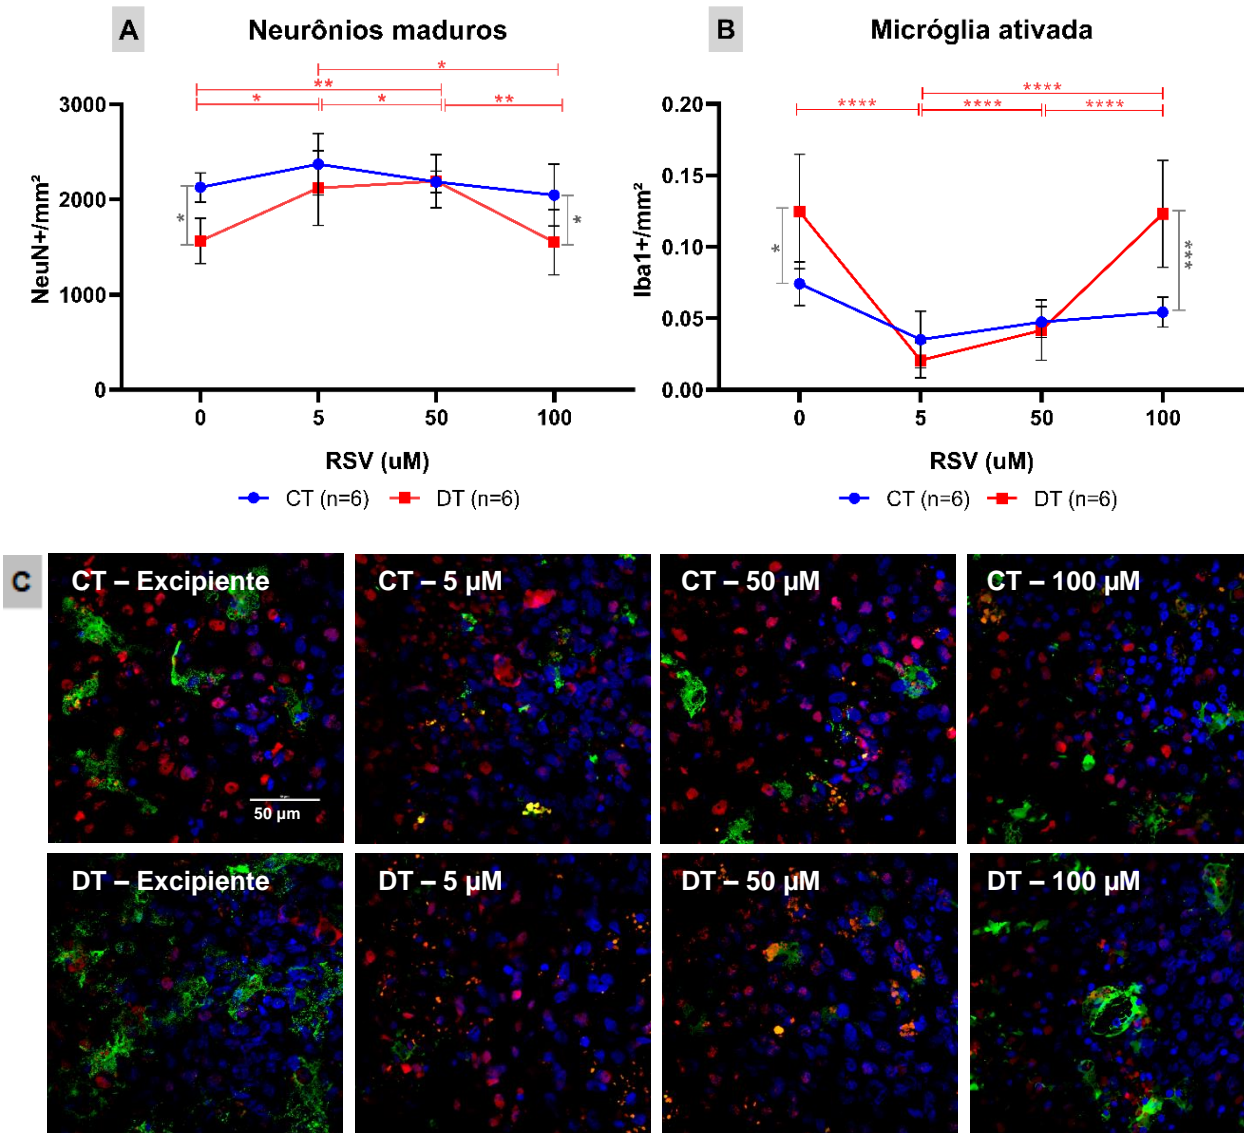 A
Neurônios maduros
*
**
*
*
**
3000
2000
1000
0
NeuN+/mm²
*
*
0
5
50
100
RSV (uM)
CT (n=6)
DT (n=6)
B
Micróglia ativada
****
****
****
****
0.20
0.15
0.10
0.05
0.00
Iba1+/mm²
*
***
0
5
50
100
RSV (uM)
CT (n=6)
DT (n=6)
C
CT – Excipiente
CT – 5 µM
CT – 50 µM
CT – 100 µM
50 µm
DT – Excipiente
DT – 5 µM
DT – 50 µM
DT – 100 µM